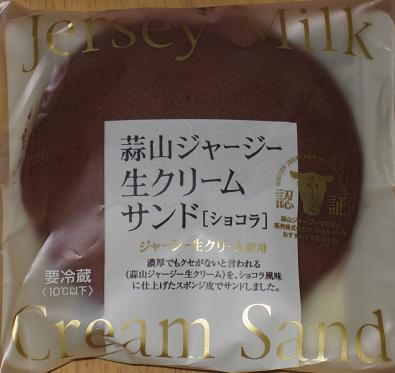 Jersey Milk
蒜山ジャージー
生クリーム
サンド[ショコラ]
ジャージー生クリーム使用
濃厚でもクセがないと言われる
(蒜山ジャージー生クリーム)を、ショコラ風味
に仕上げたスポンジ皮でサンドしました。
要冷蔵
〈10℃以下〉
認証
Cream Sand